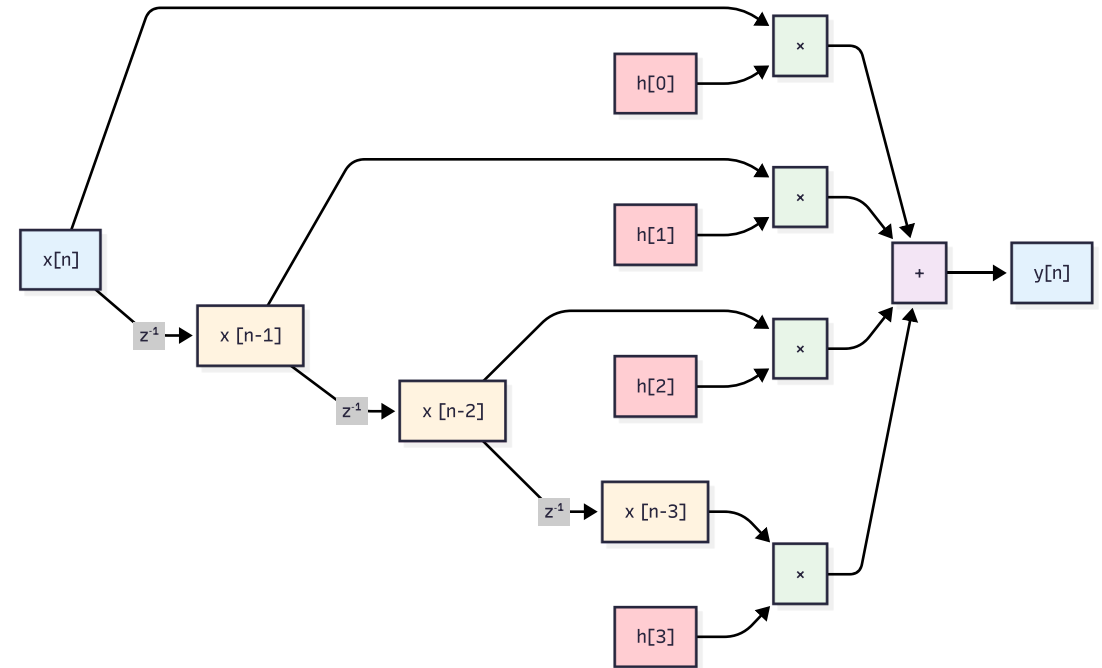 ×
h[0]
×
h[1]
x[n]
+
y[n]
z⁻¹
x [n-1]
×
h[2]
z⁻¹
x [n-2]
z⁻¹
x [n-3]
×
h[3]